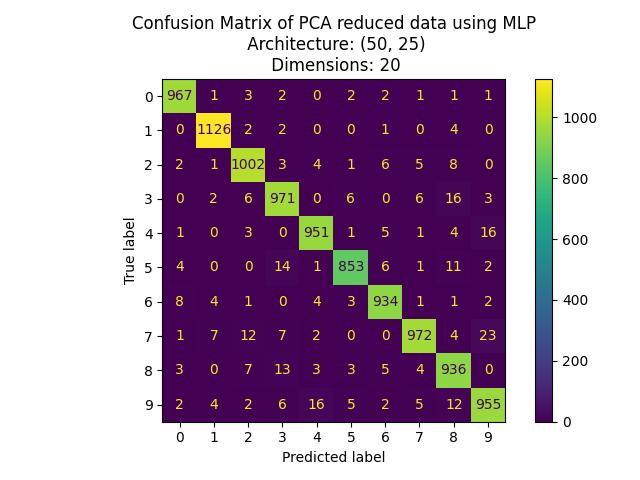 Confusion Matrix of PCA reduced data using MLP
Architecture: (50, 25)
Dimensions: 20
0 967 1 3 2 0 2 2 1 1 1
1 0 1126 2 2 0 0 1 0 4 0
2 2 1 1002 3 4 1 6 5 8 0
3 0 2 6 971 0 6 0 6 16 3
4 1 0 3 0 951 1 5 1 4 16
5 4 0 0 14 1 853 6 1 11 2
6 8 4 1 0 4 3 934 1 1 2
7 1 7 12 7 2 0 0 972 4 23
8 3 0 7 13 3 3 5 4 936 0
9 2 4 2 6 16 5 2 5 12 955
0 1 2 3 4 5 6 7 8 9
Predicted label
True label
1000
800
600
400
200
0